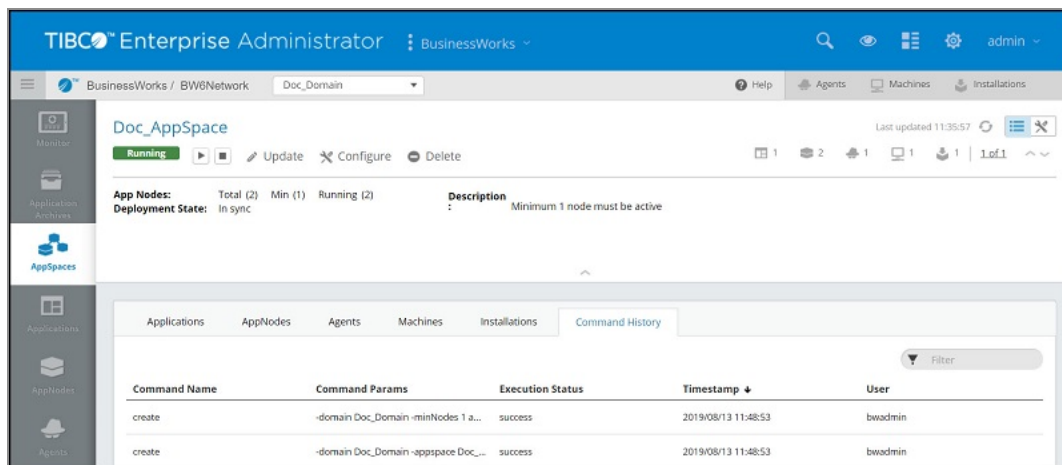 TIBCO™ Enterprise Administrator BusinessWorks admin
BusinessWorks / BW6Network Doc_Domain Help Agents Machines Installations
Monitor
Application Archives
AppSpaces
Applications
AppNodes
Agents
Doc_AppSpace Last updated 11:35:57
Running Update Configure Delete 1 2 1 1 1 1 of 1
App Nodes: Total (2) Min (1) Running (2)
Deployment State: In sync
Description : Minimum 1 node must be active
Applications AppNodes Agents Machines Installations Command History
Filter
Command Name Command Params Execution Status Timestamp User
create -domain Doc_Domain -minNodes 1 a... success 2019/08/13 11:48:53 bwadmin
create -domain Doc_Domain -appspace Doc_... success 2019/08/13 11:48:53 bwadmin